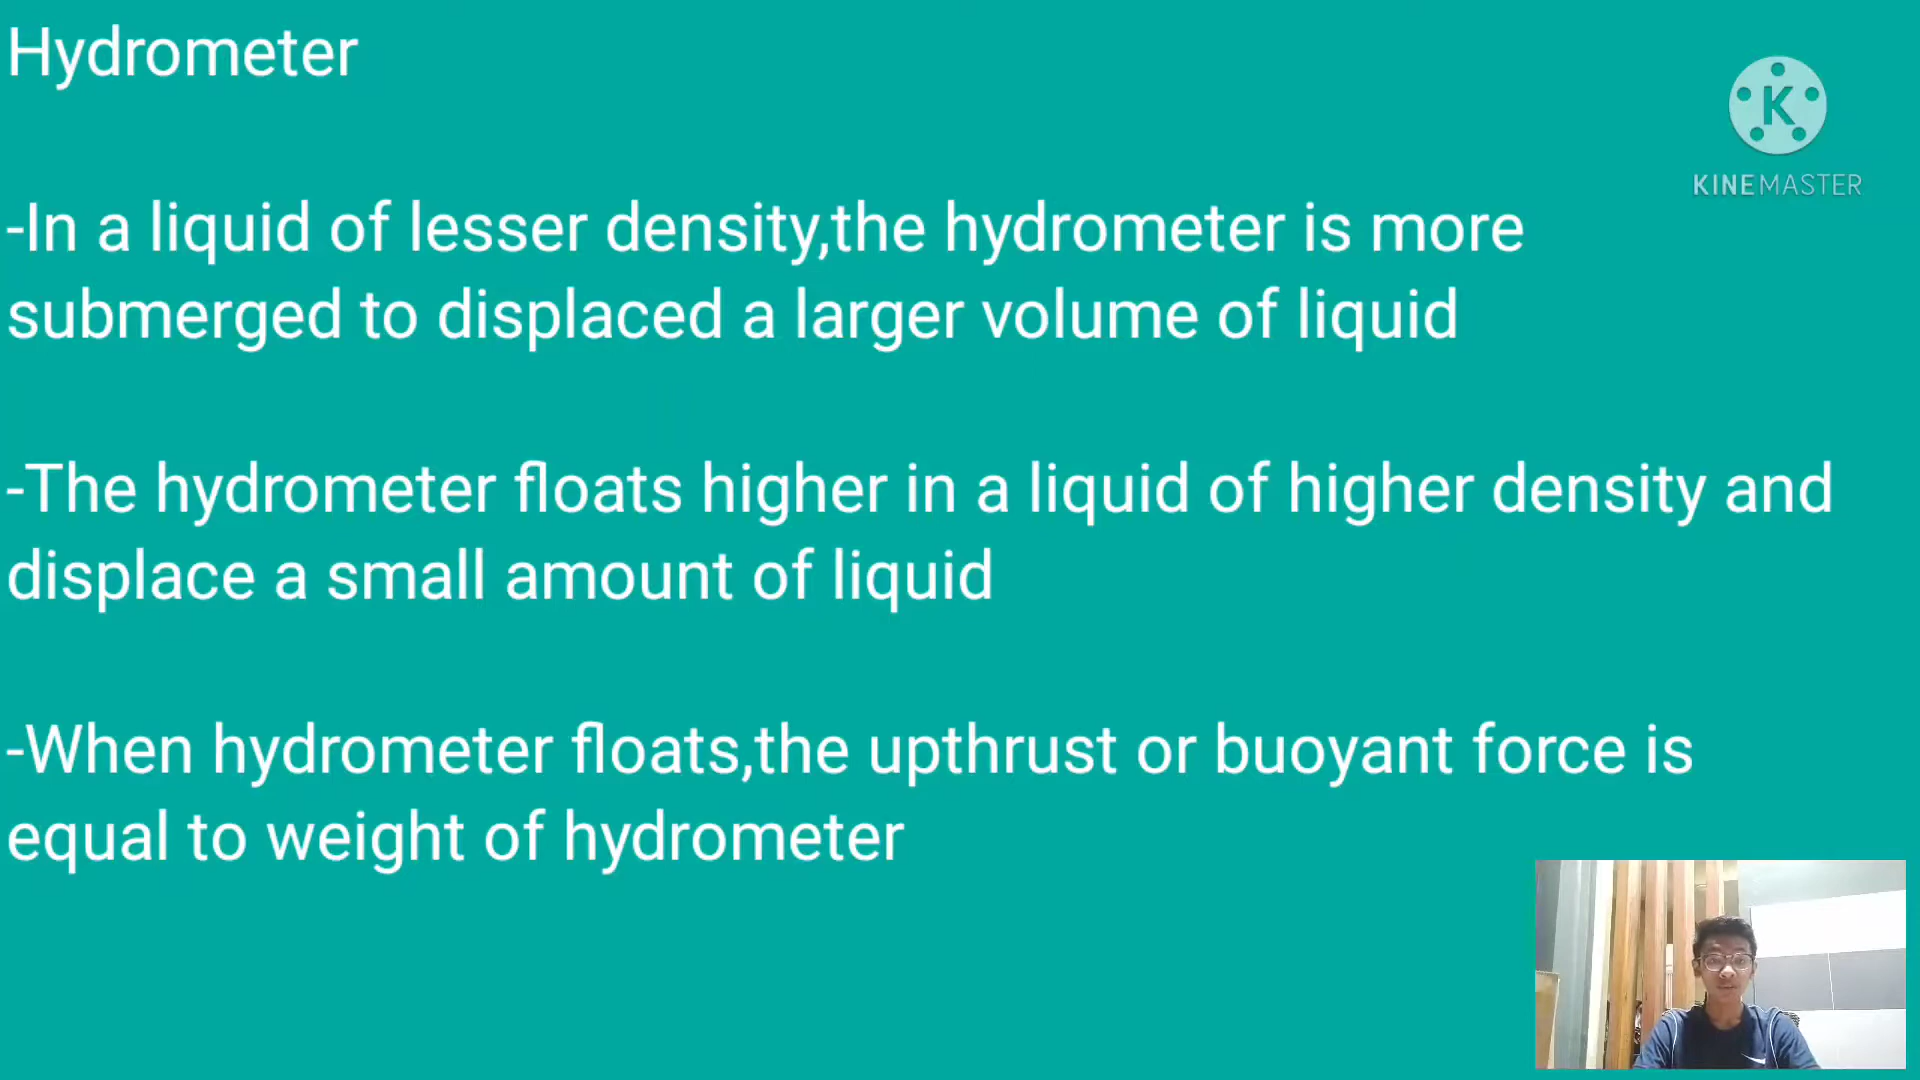 Hydrometer
KINEMASTER
-In a liquid of lesser density,the hydrometer is more
submerged to displaced a larger volume of liquid
-The hydrometer floats higher in a liquid of higher density and
displace a small amount of liquid
-When hydrometer floats,the upthrust or buoyant force is
equal to weight of hydrometer